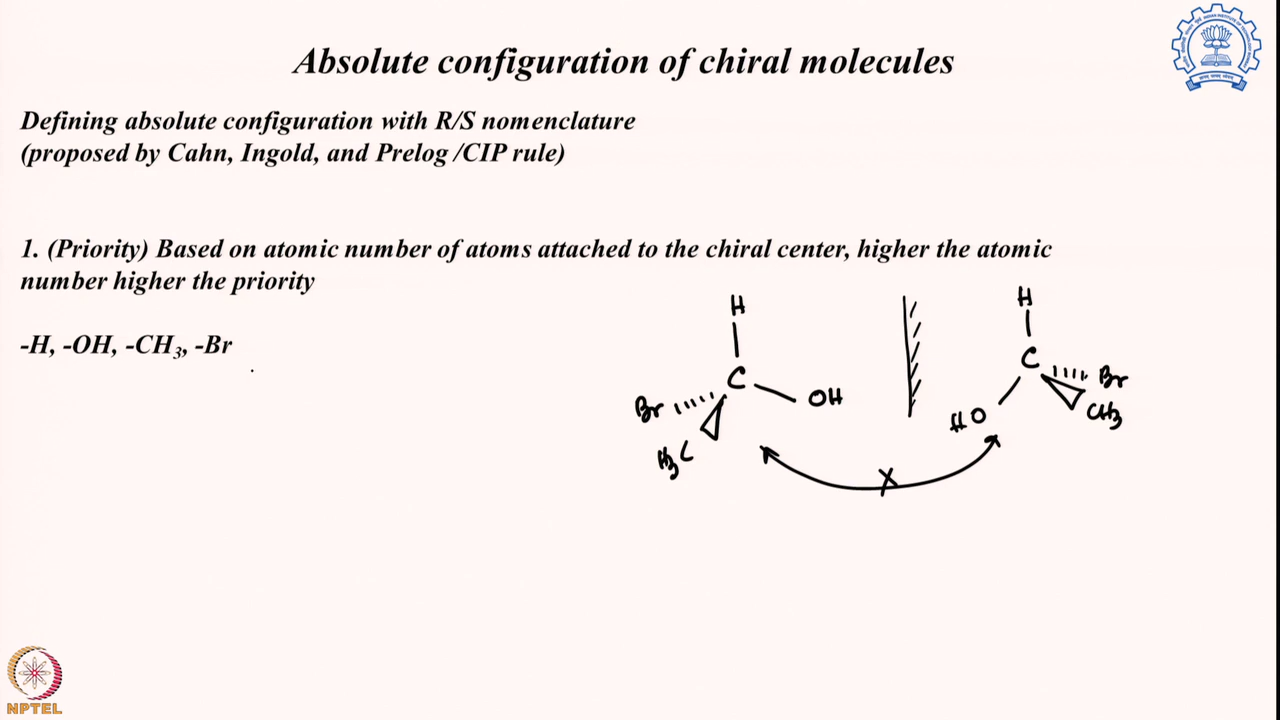 Absolute configuration of chiral molecules
Defining absolute configuration with R/S nomenclature
(proposed by Cahn, Ingold, and Prelog /CIP rule)
1. (Priority) Based on atomic number of atoms attached to the chiral center, higher the atomic
number higher the priority
-H, -OH, -CH₃, -Br
H
C
Br
OH
H₃C
H
C
Br
CH₃
HO
X
NPTEL